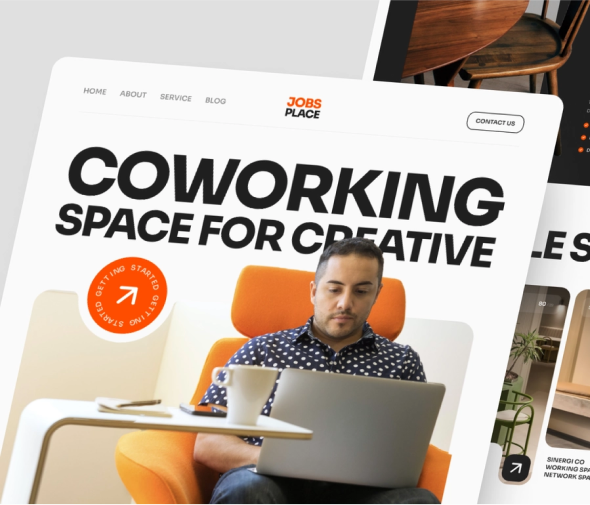 HOME ABOUT SERVICE BLOG
JOBS
PLACE
CONTACT US
COWORKING
SPACE FOR CREATIVE
GETTING STARTED GETTING STARTED
LE S
SINERGI CO
WORKING SPA
NETWORK SPA